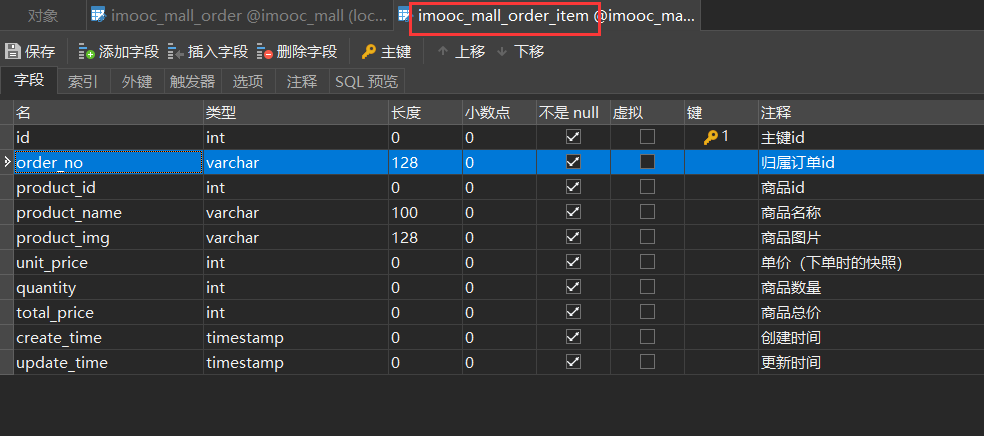 对象 imooc_mall_order @imooc_mall (loc... imooc_mall_order_item @imooc_ma...
保存 添加字段 插入字段 删除字段 主键 上移 下移
字段 索引 外键 触发器 选项 注释 SQL 预览
名 类型 长度 小数点 不是 null 虚拟 键 注释
id int 0 0 1 主键id
order_no varchar 128 0 归属订单id
product_id int 0 0 商品id
product_name varchar 100 0 商品名称
product_img varchar 128 0 商品图片
unit_price int 0 0 单价（下单时的快照）
quantity int 0 0 商品数量
total_price int 0 0 商品总价
create_time timestamp 0 0 创建时间
update_time timestamp 0 0 更新时间